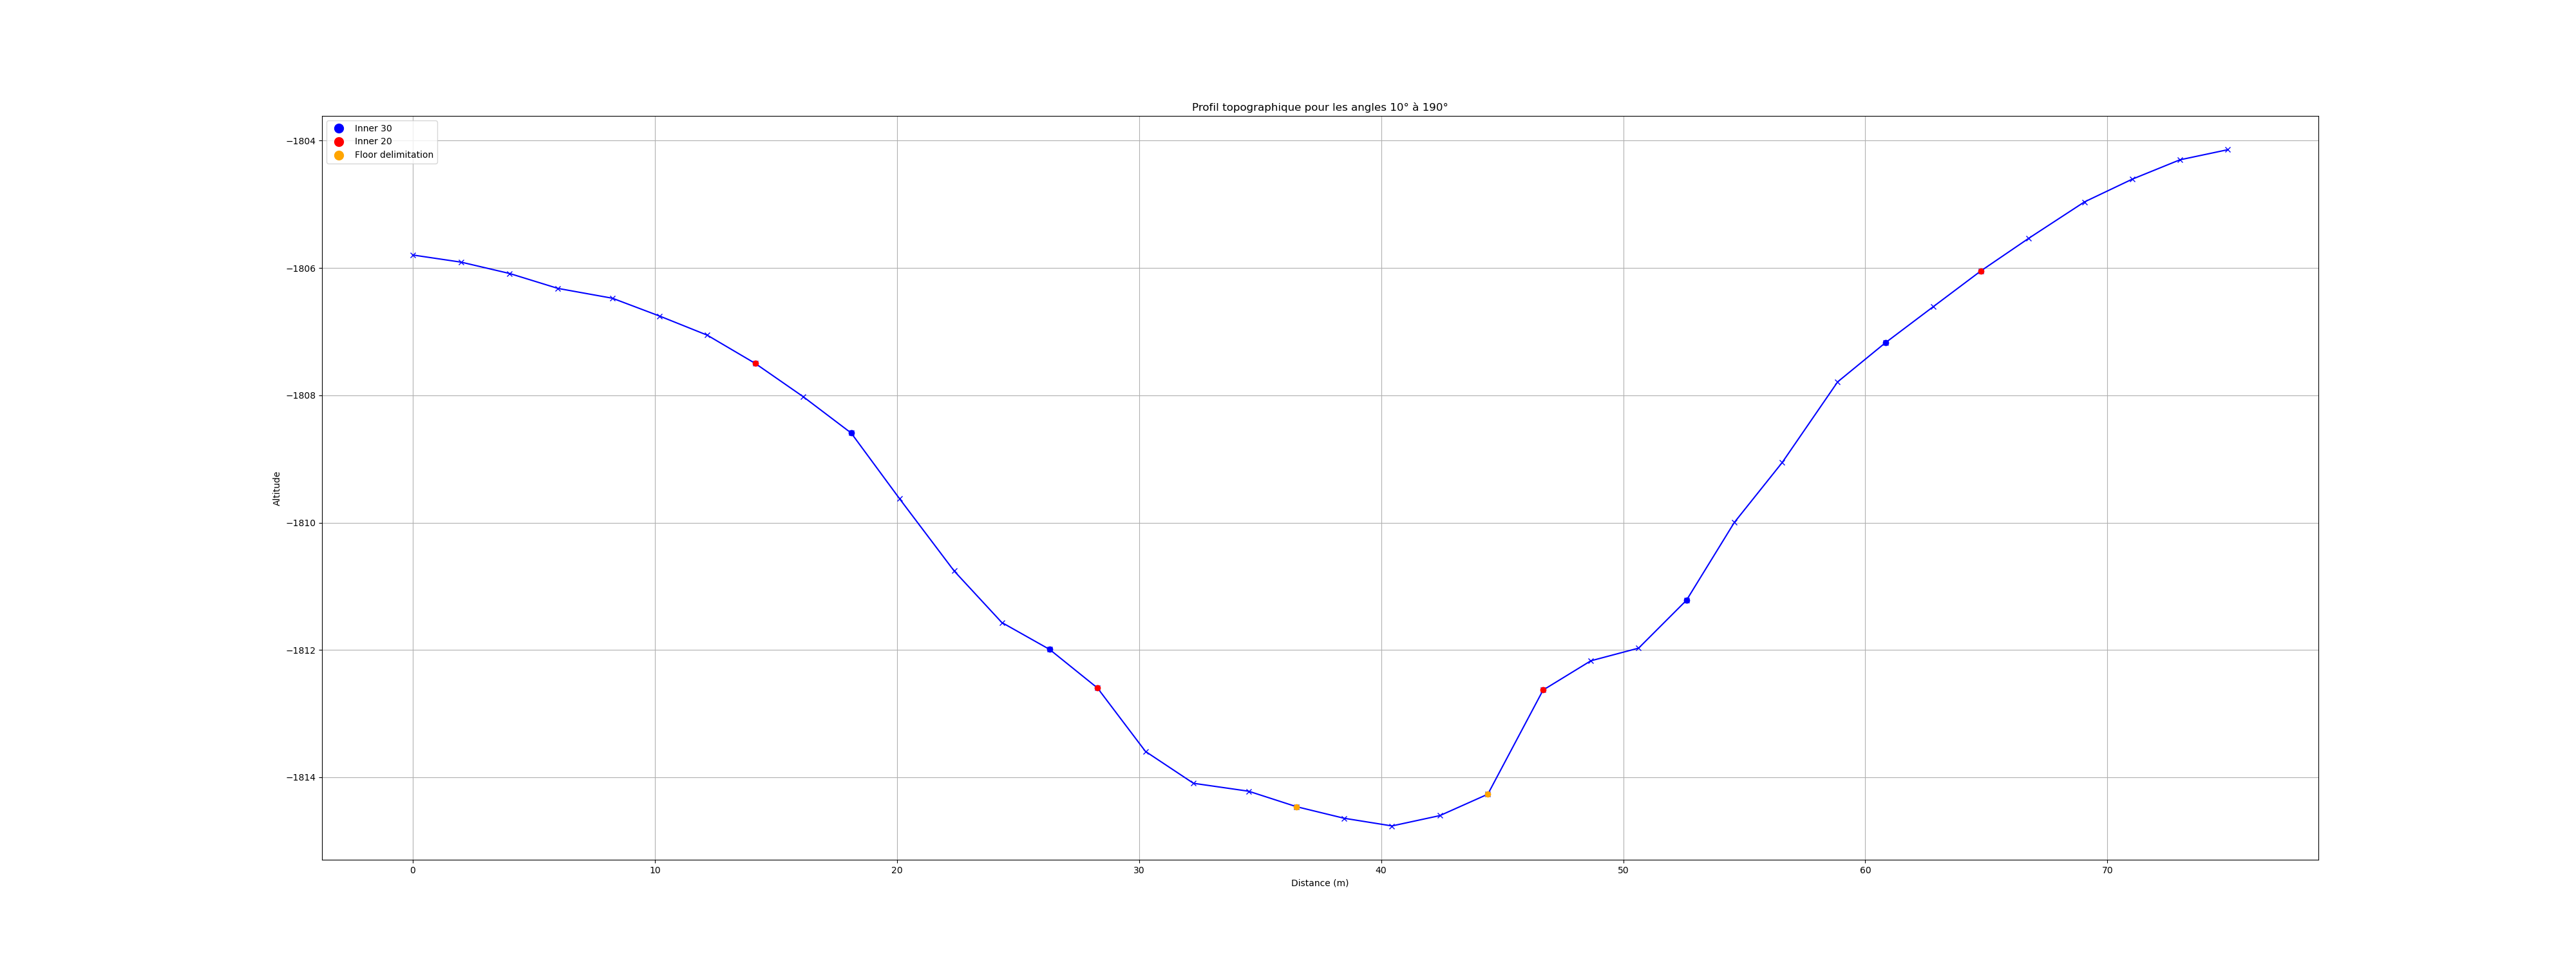 Profil topographique pour les angles 10° à 190°
Inner 30
Inner 20
Floor delimitation
−1804
−1806
−1808
−1810
−1812
−1814
Altitude
0 10 20 30 40 50 60 70
Distance (m)